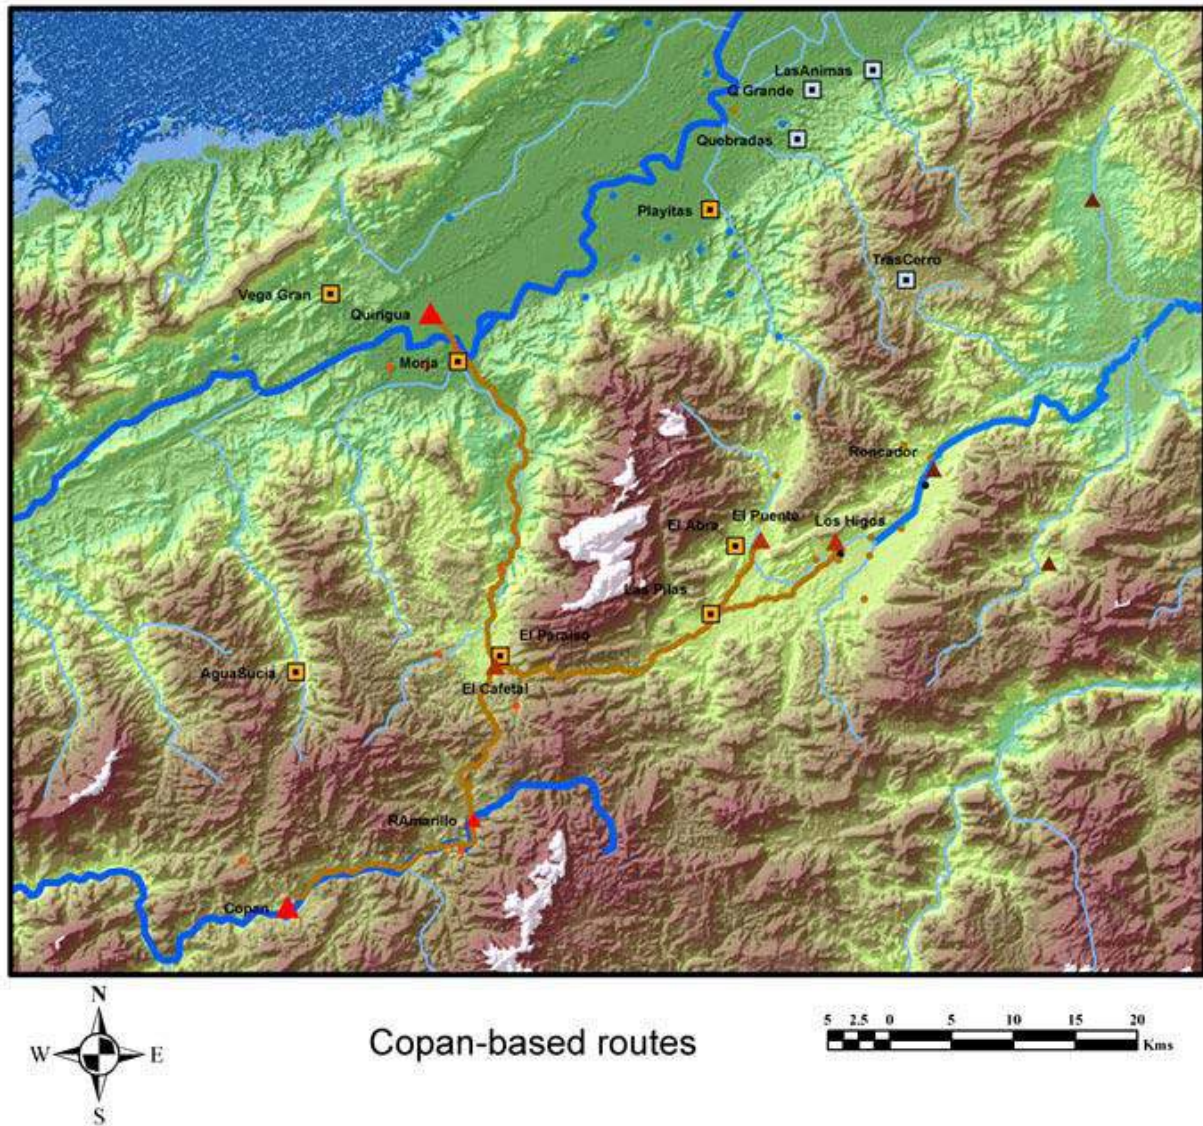 LasAnimas
Q Grande
Quebradas
Playitas
TrasCerro
Vega Gran
Quirigua
Morja
Roncador
El Abra
El Puente
Los Higos
Las Pilas
El Paraiso
AguaSucia
El Cafetal
RAmarillo
Copan
N
W
E
S
Copan-based routes
5 2.5 0 5 10 15 20
Kms